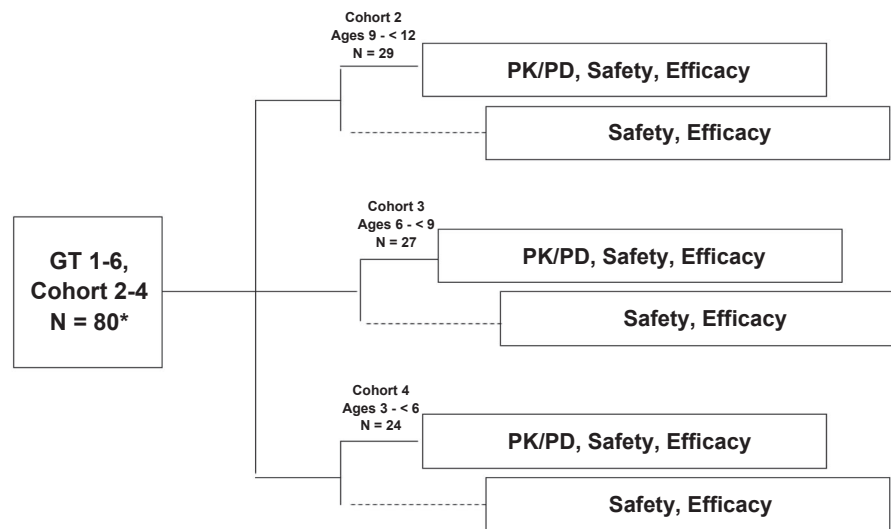 Cohort 2
Ages 9 - < 12
N = 29
PK/PD, Safety, Efficacy
Safety, Efficacy
GT 1-6,
Cohort 2-4
N = 80*
Cohort 3
Ages 6 - < 9
N = 27
PK/PD, Safety, Efficacy
Safety, Efficacy
Cohort 4
Ages 3 - < 6
N = 24
PK/PD, Safety, Efficacy
Safety, Efficacy